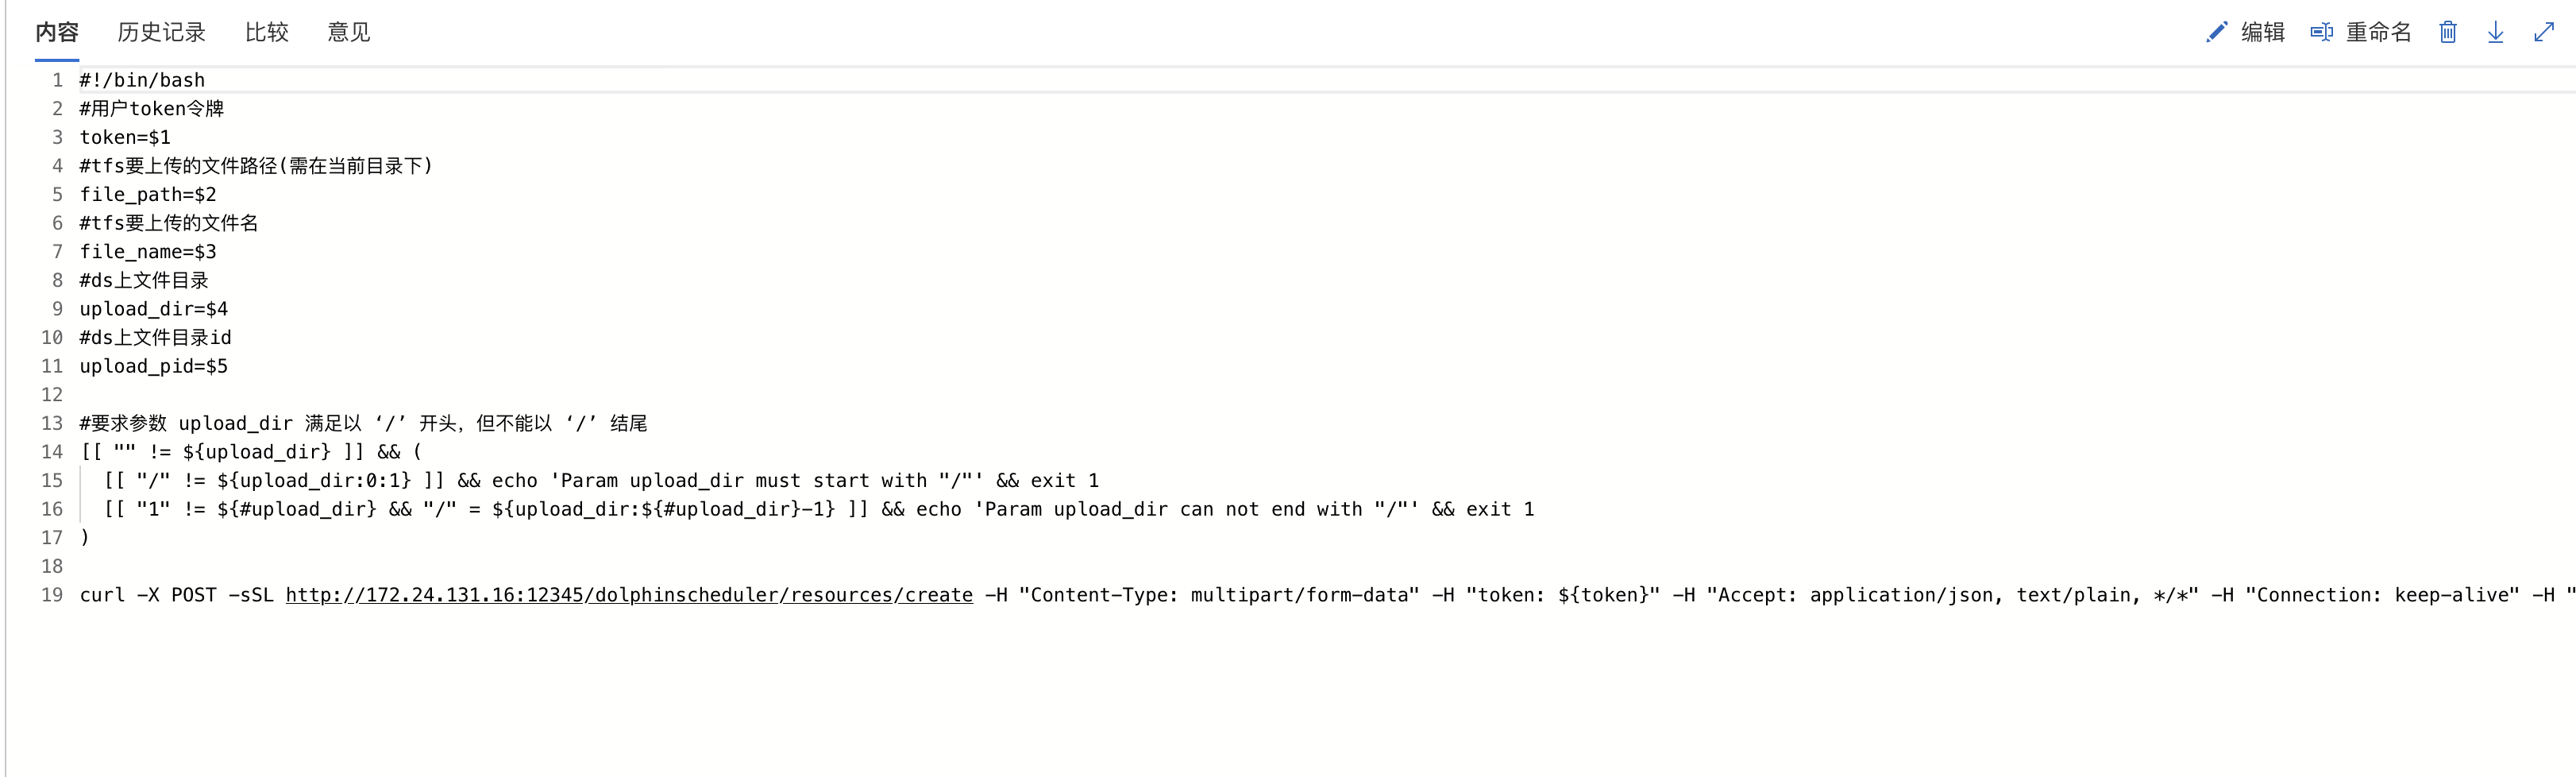 内容 历史记录 比较 意见 编辑 重命名
1 #!/bin/bash
2 #用户token令牌
3 token=$1
4 #tfs要上传的文件路径(需在当前目录下)
5 file_path=$2
6 #tfs要上传的文件名
7 file_name=$3
8 #ds上文件目录
9 upload_dir=$4
10 #ds上文件目录id
11 upload_pid=$5
12
13 #要求参数 upload_dir 满足以 ‘/’ 开头，但不能以 ‘/’ 结尾
14 [[ "" != ${upload_dir} ]] && (
15   [[ "/" != ${upload_dir:0:1} ]] && echo 'Param upload_dir must start with "/"' && exit 1
16   [[ "1" != ${#upload_dir} && "/" = ${upload_dir:${#upload_dir}-1} ]] && echo 'Param upload_dir can not end with "/"' && exit 1
17 )
18
19 curl -X POST -sSL http://172.24.131.16:12345/dolphinscheduler/resources/create -H "Content-Type: multipart/form-data" -H "token: ${token}" -H "Accept: application/json, text/plain, */*" -H "Connection: keep-alive" -H "